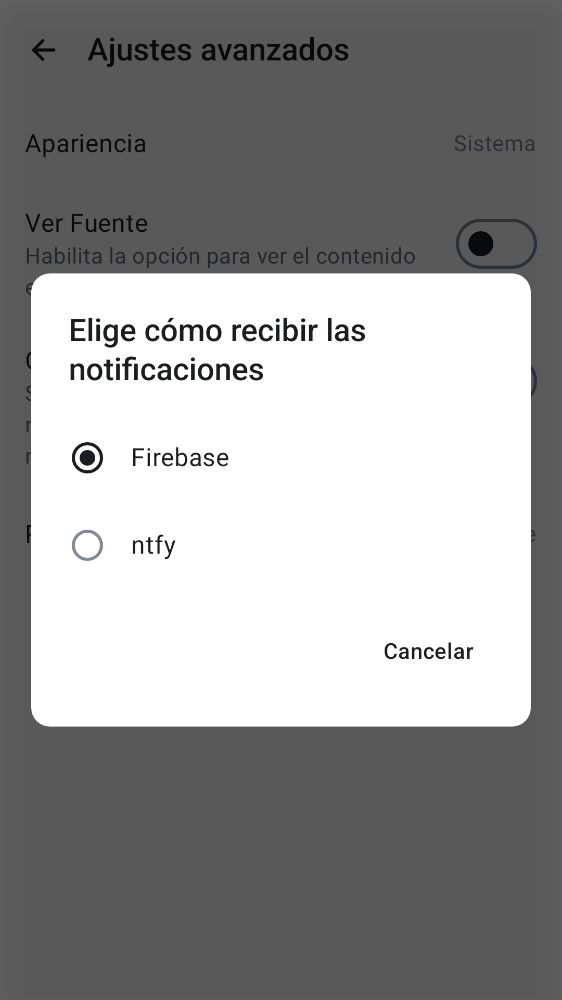 Ajustes avanzados
Apariencia
Sistema
Ver Fuente
Habilita la opción para ver el contenido
Elige cómo recibir las
notificaciones
Firebase
ntfy
Cancelar